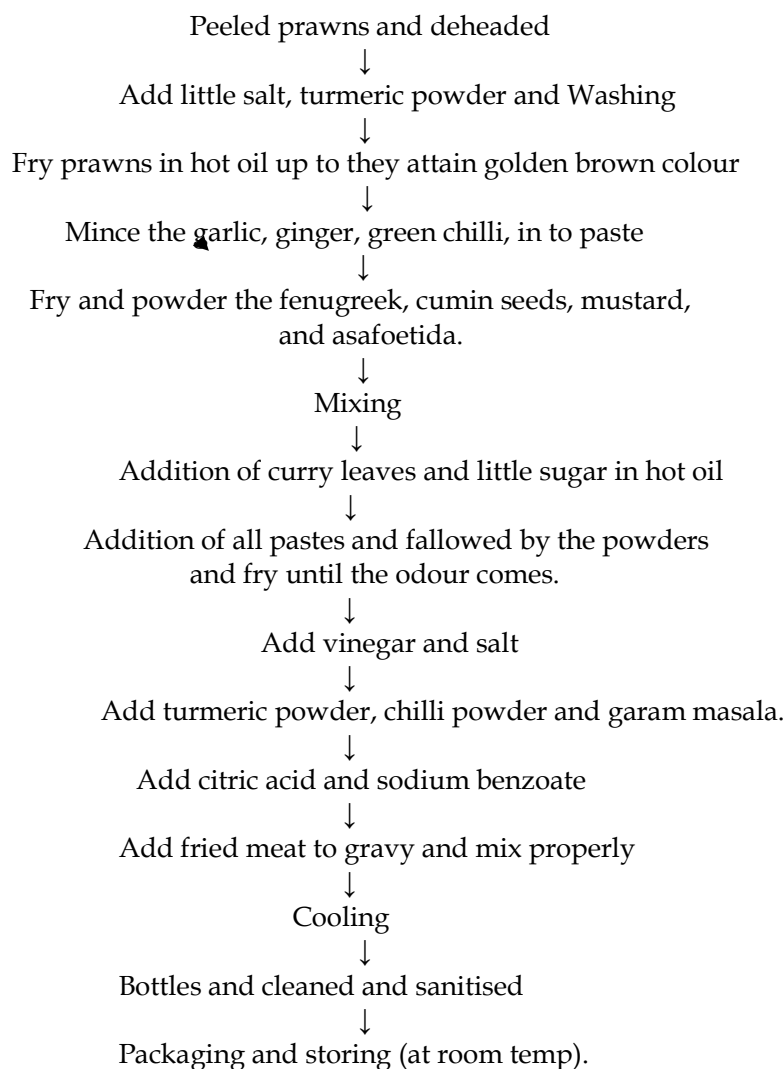 Peeled prawns and deheaded
↓
Add little salt, turmeric powder and Washing
↓
Fry prawns in hot oil up to they attain golden brown colour
↓
Mince the garlic, ginger, green chilli, in to paste
↓
Fry and powder the fenugreek, cumin seeds, mustard,
and asafoetida.
↓
Mixing
↓
Addition of curry leaves and little sugar in hot oil
↓
Addition of all pastes and fallowed by the powders
and fry until the odour comes.
↓
Add vinegar and salt
↓
Add turmeric powder, chilli powder and garam masala.
↓
Add citric acid and sodium benzoate
↓
Add fried meat to gravy and mix properly
↓
Cooling
↓
Bottles and cleaned and sanitised
↓
Packaging and storing (at room temp).